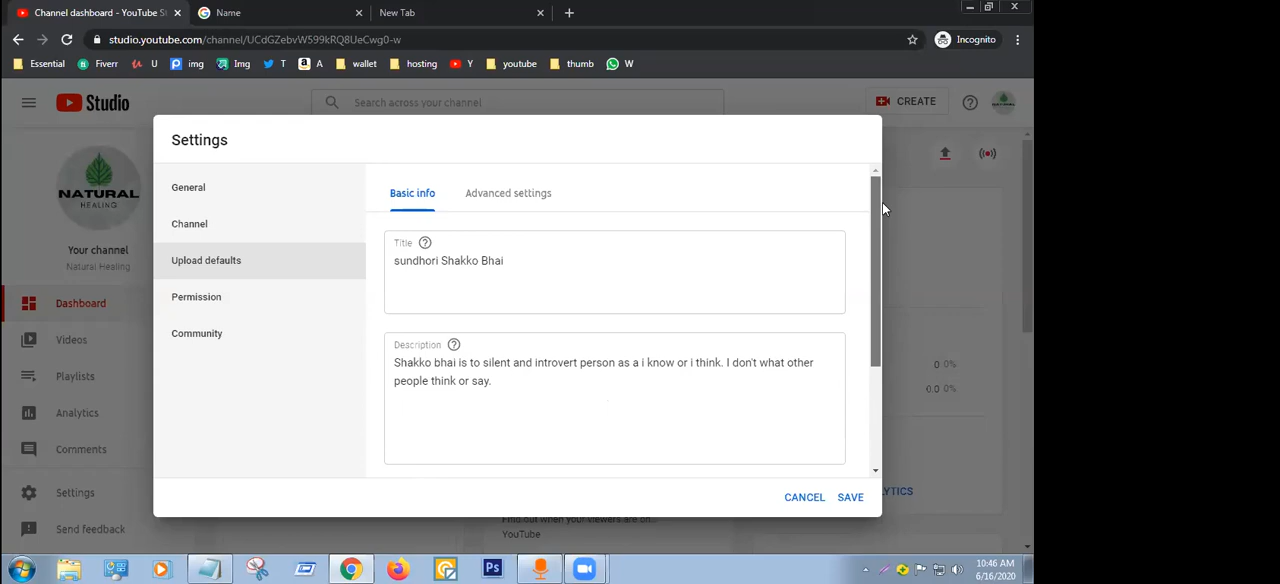 Channel dashboard - YouTube St
Name
New Tab
studio.youtube.com/channel/UCdGZebvW599kRQ8UeCwg0-w
Incognito
Essential
Fiverr
U
img
Img
T
A
wallet
hosting
Y
youtube
thumb
W
Studio
Search across your channel
CREATE
NATURAL
HEALING
Your channel
Natural Healing
Dashboard
Videos
Playlists
Analytics
Comments
Settings
Send feedback
Settings
General
Channel
Upload defaults
Permission
Community
Basic info
Advanced settings
Title
sundhori Shakko Bhai
Description
Shakko bhai is to silent and introvert person as a i know or i think. I don't what other
people think or say.
0 0%
0.0 0%
CANCEL
SAVE
LYTICS
Find out when your viewers are on
YouTube
Ps
10:46 AM
6/16/2020